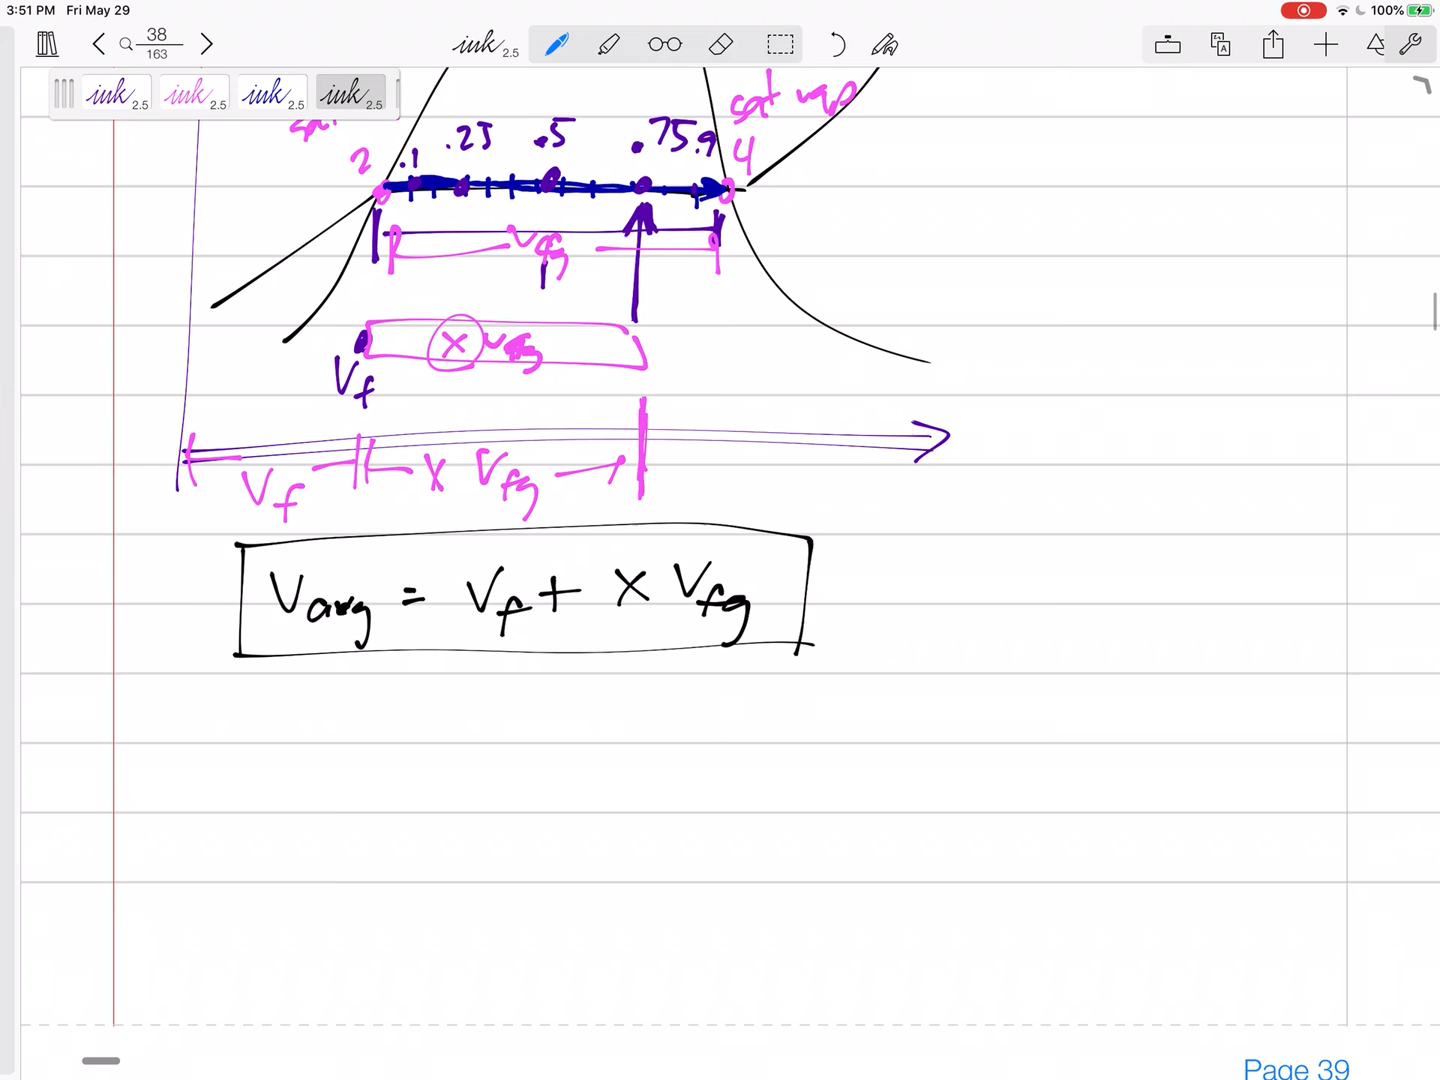 3:51 PM Fri May 29
100%
38
163
ink 2.5
ink 2.5
ink 2.5
ink 2.5
ink 2.5
sat vap
2
.1
.25
.5
.75
.9
4
Vfg
x Vfg
Vf
Vf
x Vfg
Vavg = Vf + x Vfg
Page 39